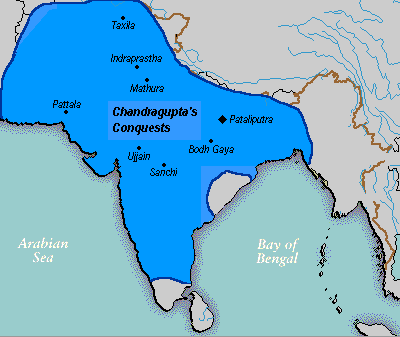 Taxila
Indraprastha
Mathura
Pattala
Chandragupta's
Conquests
Pataliputra
Ujjain
Bodh Gaya
Sanchi
Arabian
Sea
Bay of
Bengal